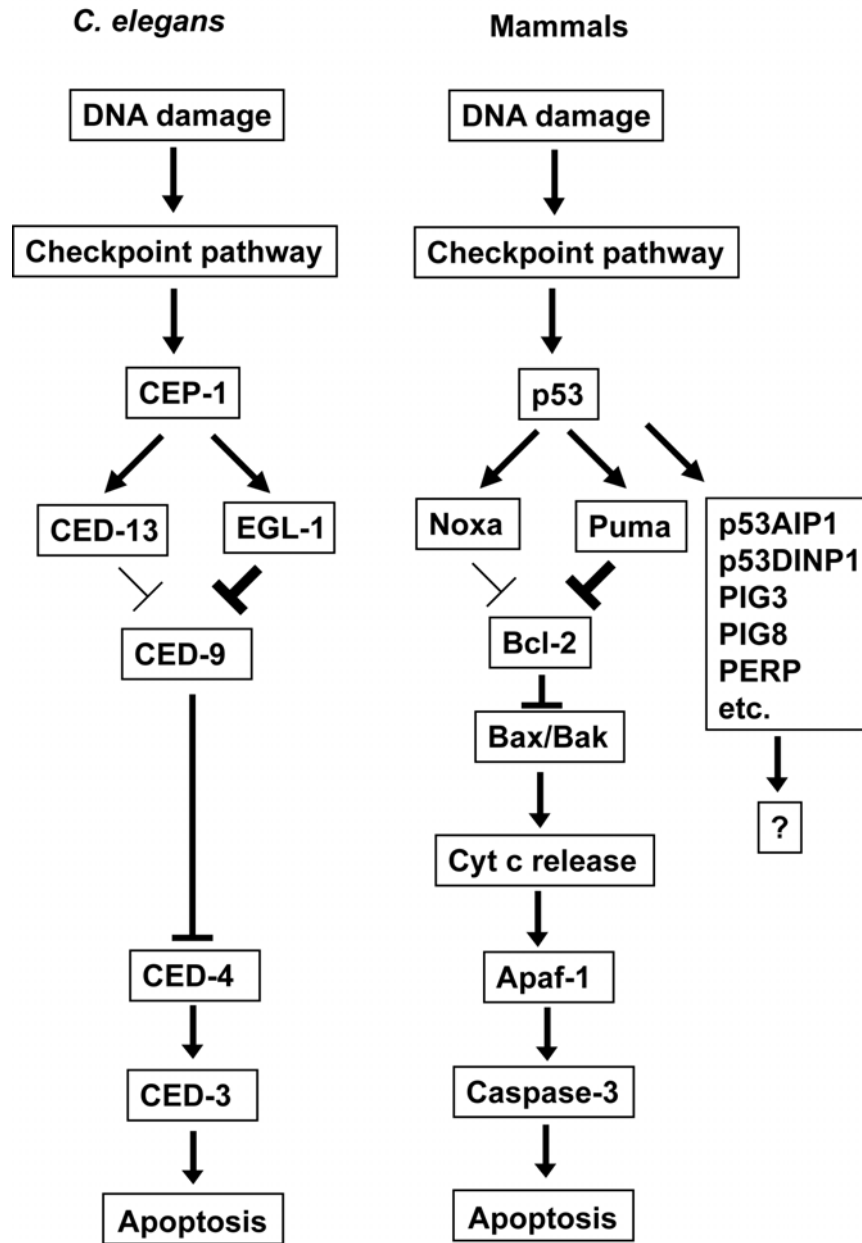 C. elegans
DNA damage
Checkpoint pathway
CEP-1
CED-13
EGL-1
CED-9
CED-4
CED-3
Apoptosis
Mammals
DNA damage
Checkpoint pathway
p53
Noxa
Puma
p53AIP1
p53DINP1
PIG3
PIG8
PERP
etc.
?
Bcl-2
Bax/Bak
Cyt c release
Apaf-1
Caspase-3
Apoptosis